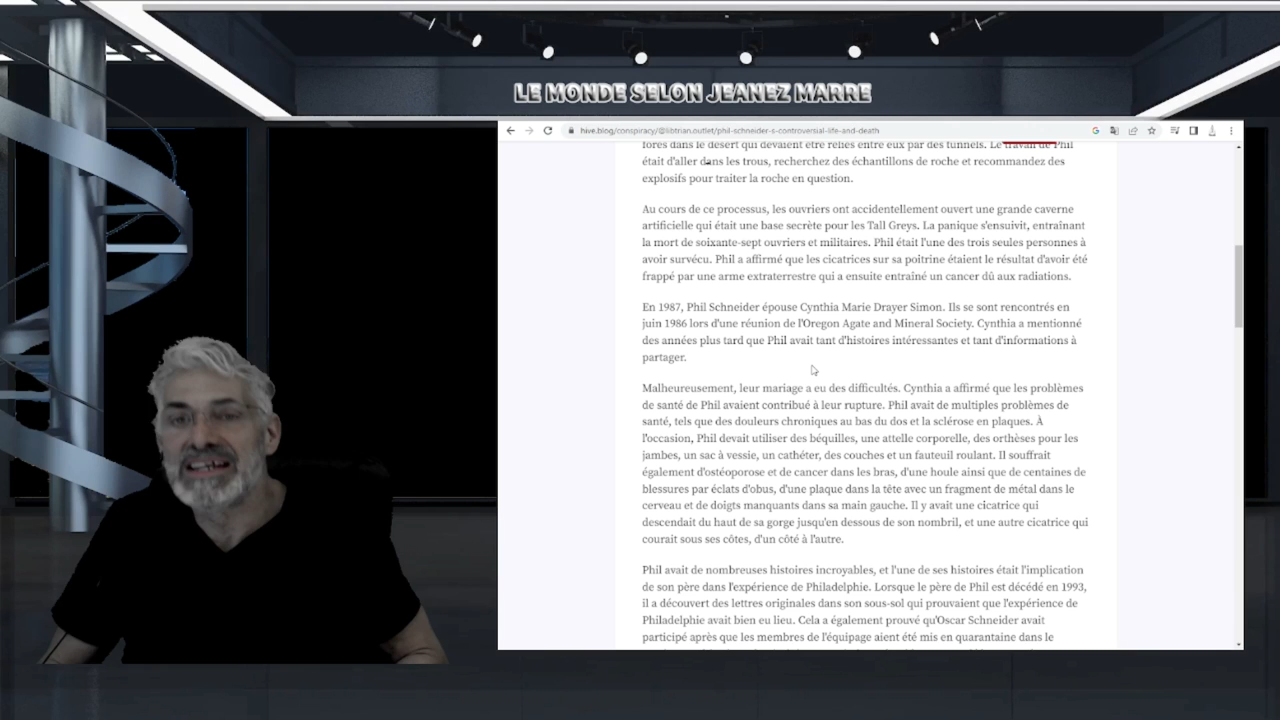 LE MONDE SELON JEANEZ MARRE
hive.blog/conspiracy/@libtrian.outlet/phil-schneider-s-controversial-life-and-death
forés dans le désert qui devaient être reliés entre eux par des tunnels. Le travail de Phil
était d'aller dans les trous, recherchez des échantillons de roche et recommandez des
explosifs pour traiter la roche en question.
Au cours de ce processus, les ouvriers ont accidentellement ouvert une grande caverne
artificielle qui était une base secrète pour les Tall Greys. La panique s'ensuivit, entraînant
la mort de soixante-sept ouvriers et militaires. Phil était l'une des trois seules personnes à
avoir survécu. Phil a affirmé que les cicatrices sur sa poitrine étaient le résultat d'avoir été
frappé par une arme extraterrestre qui a ensuite entraîné un cancer dû aux radiations.
En 1987, Phil Schneider épouse Cynthia Marie Drayer Simon. Ils se sont rencontrés en
juin 1986 lors d'une réunion de l'Oregon Agate and Mineral Society. Cynthia a mentionné
des années plus tard que Phil avait tant d'histoires intéressantes et tant d'informations à
partager.
Malheureusement, leur mariage a eu des difficultés. Cynthia a affirmé que les problèmes
de santé de Phil avaient contribué à leur rupture. Phil avait de multiples problèmes de
santé, tels que des douleurs chroniques au bas du dos et la sclérose en plaques. À
l'occasion, Phil devait utiliser des béquilles, une attelle corporelle, des orthèses pour les
jambes, un sac à vessie, un cathéter, des couches et un fauteuil roulant. Il souffrait
également d'ostéoporose et de cancer dans les bras, d'une houle ainsi que de centaines de
blessures par éclats d'obus, d'une plaque dans la tête avec un fragment de métal dans le
cerveau et de doigts manquants dans sa main gauche. Il y avait une cicatrice qui
descendait du haut de sa gorge jusqu'en dessous de son nombril, et une autre cicatrice qui
courait sous ses côtes, d'un côté à l'autre.
Phil avait de nombreuses histoires incroyables, et l'une de ses histoires était l'implication
de son père dans l'expérience de Philadelphie. Lorsque le père de Phil est décédé en 1993,
il a découvert des lettres originales dans son sous-sol qui prouvaient que l'expérience de
Philadelphie avait bien eu lieu. Cela a également prouvé qu'Oscar Schneider avait
participé après que les membres de l'équipage aient été mis en quarantaine dans le